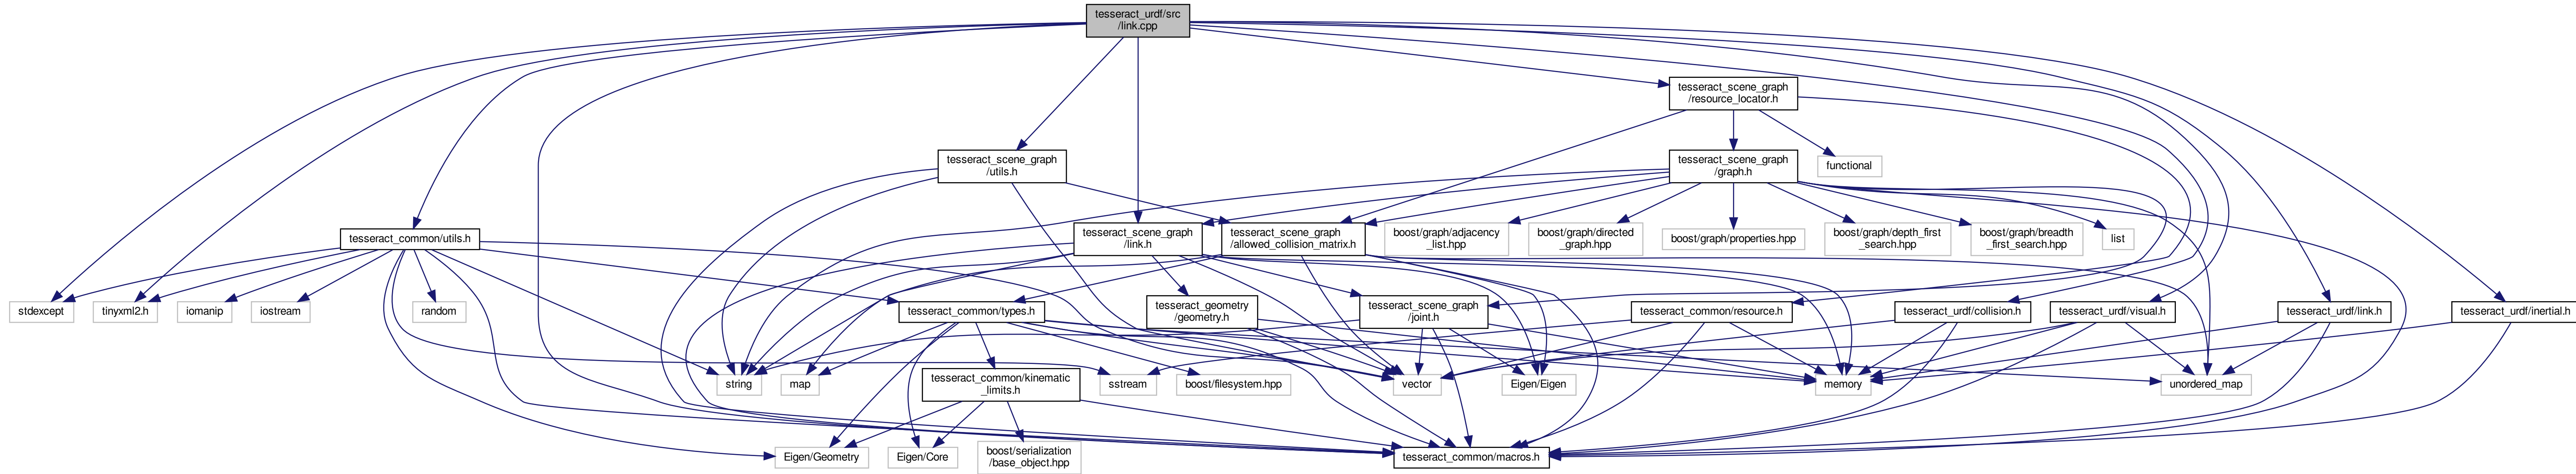 tesseract_urdf/src
/link.cpp
tesseract_scene_graph
/resource_locator.h
tesseract_scene_graph
/utils.h
tesseract_scene_graph
/graph.h
functional
tesseract_common/utils.h
tesseract_scene_graph
/link.h
tesseract_scene_graph
/allowed_collision_matrix.h
boost/graph/adjacency
_list.hpp
boost/graph/directed
_graph.hpp
boost/graph/properties.hpp
boost/graph/depth_first
_search.hpp
boost/graph/breadth
_first_search.hpp
list
stdexcept
tinyxml2.h
iomanip
iostream
random
tesseract_common/types.h
tesseract_geometry
/geometry.h
tesseract_scene_graph
/joint.h
tesseract_common/resource.h
tesseract_urdf/collision.h
tesseract_urdf/visual.h
tesseract_urdf/link.h
tesseract_urdf/inertial.h
string
map
tesseract_common/kinematic
_limits.h
sstream
boost/filesystem.hpp
vector
Eigen/Eigen
memory
unordered_map
Eigen/Geometry
Eigen/Core
boost/serialization
/base_object.hpp
tesseract_common/macros.h